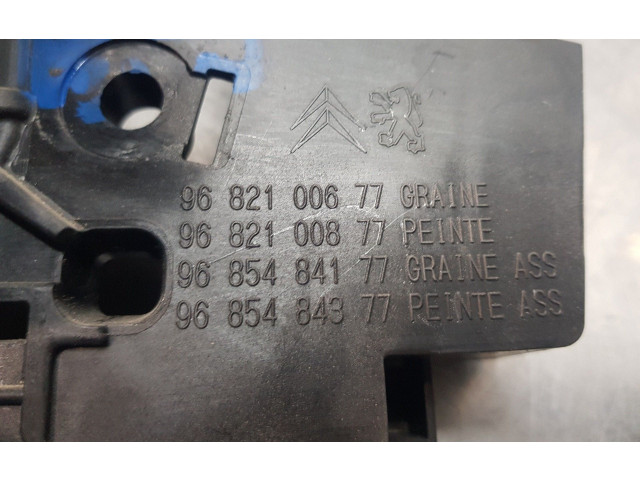 96 821 006 77 GRAINE
96 821 008 77 PEINTE
96 854 841 77 GRAINE ASS
96 854 843 77 PEINTE ASS